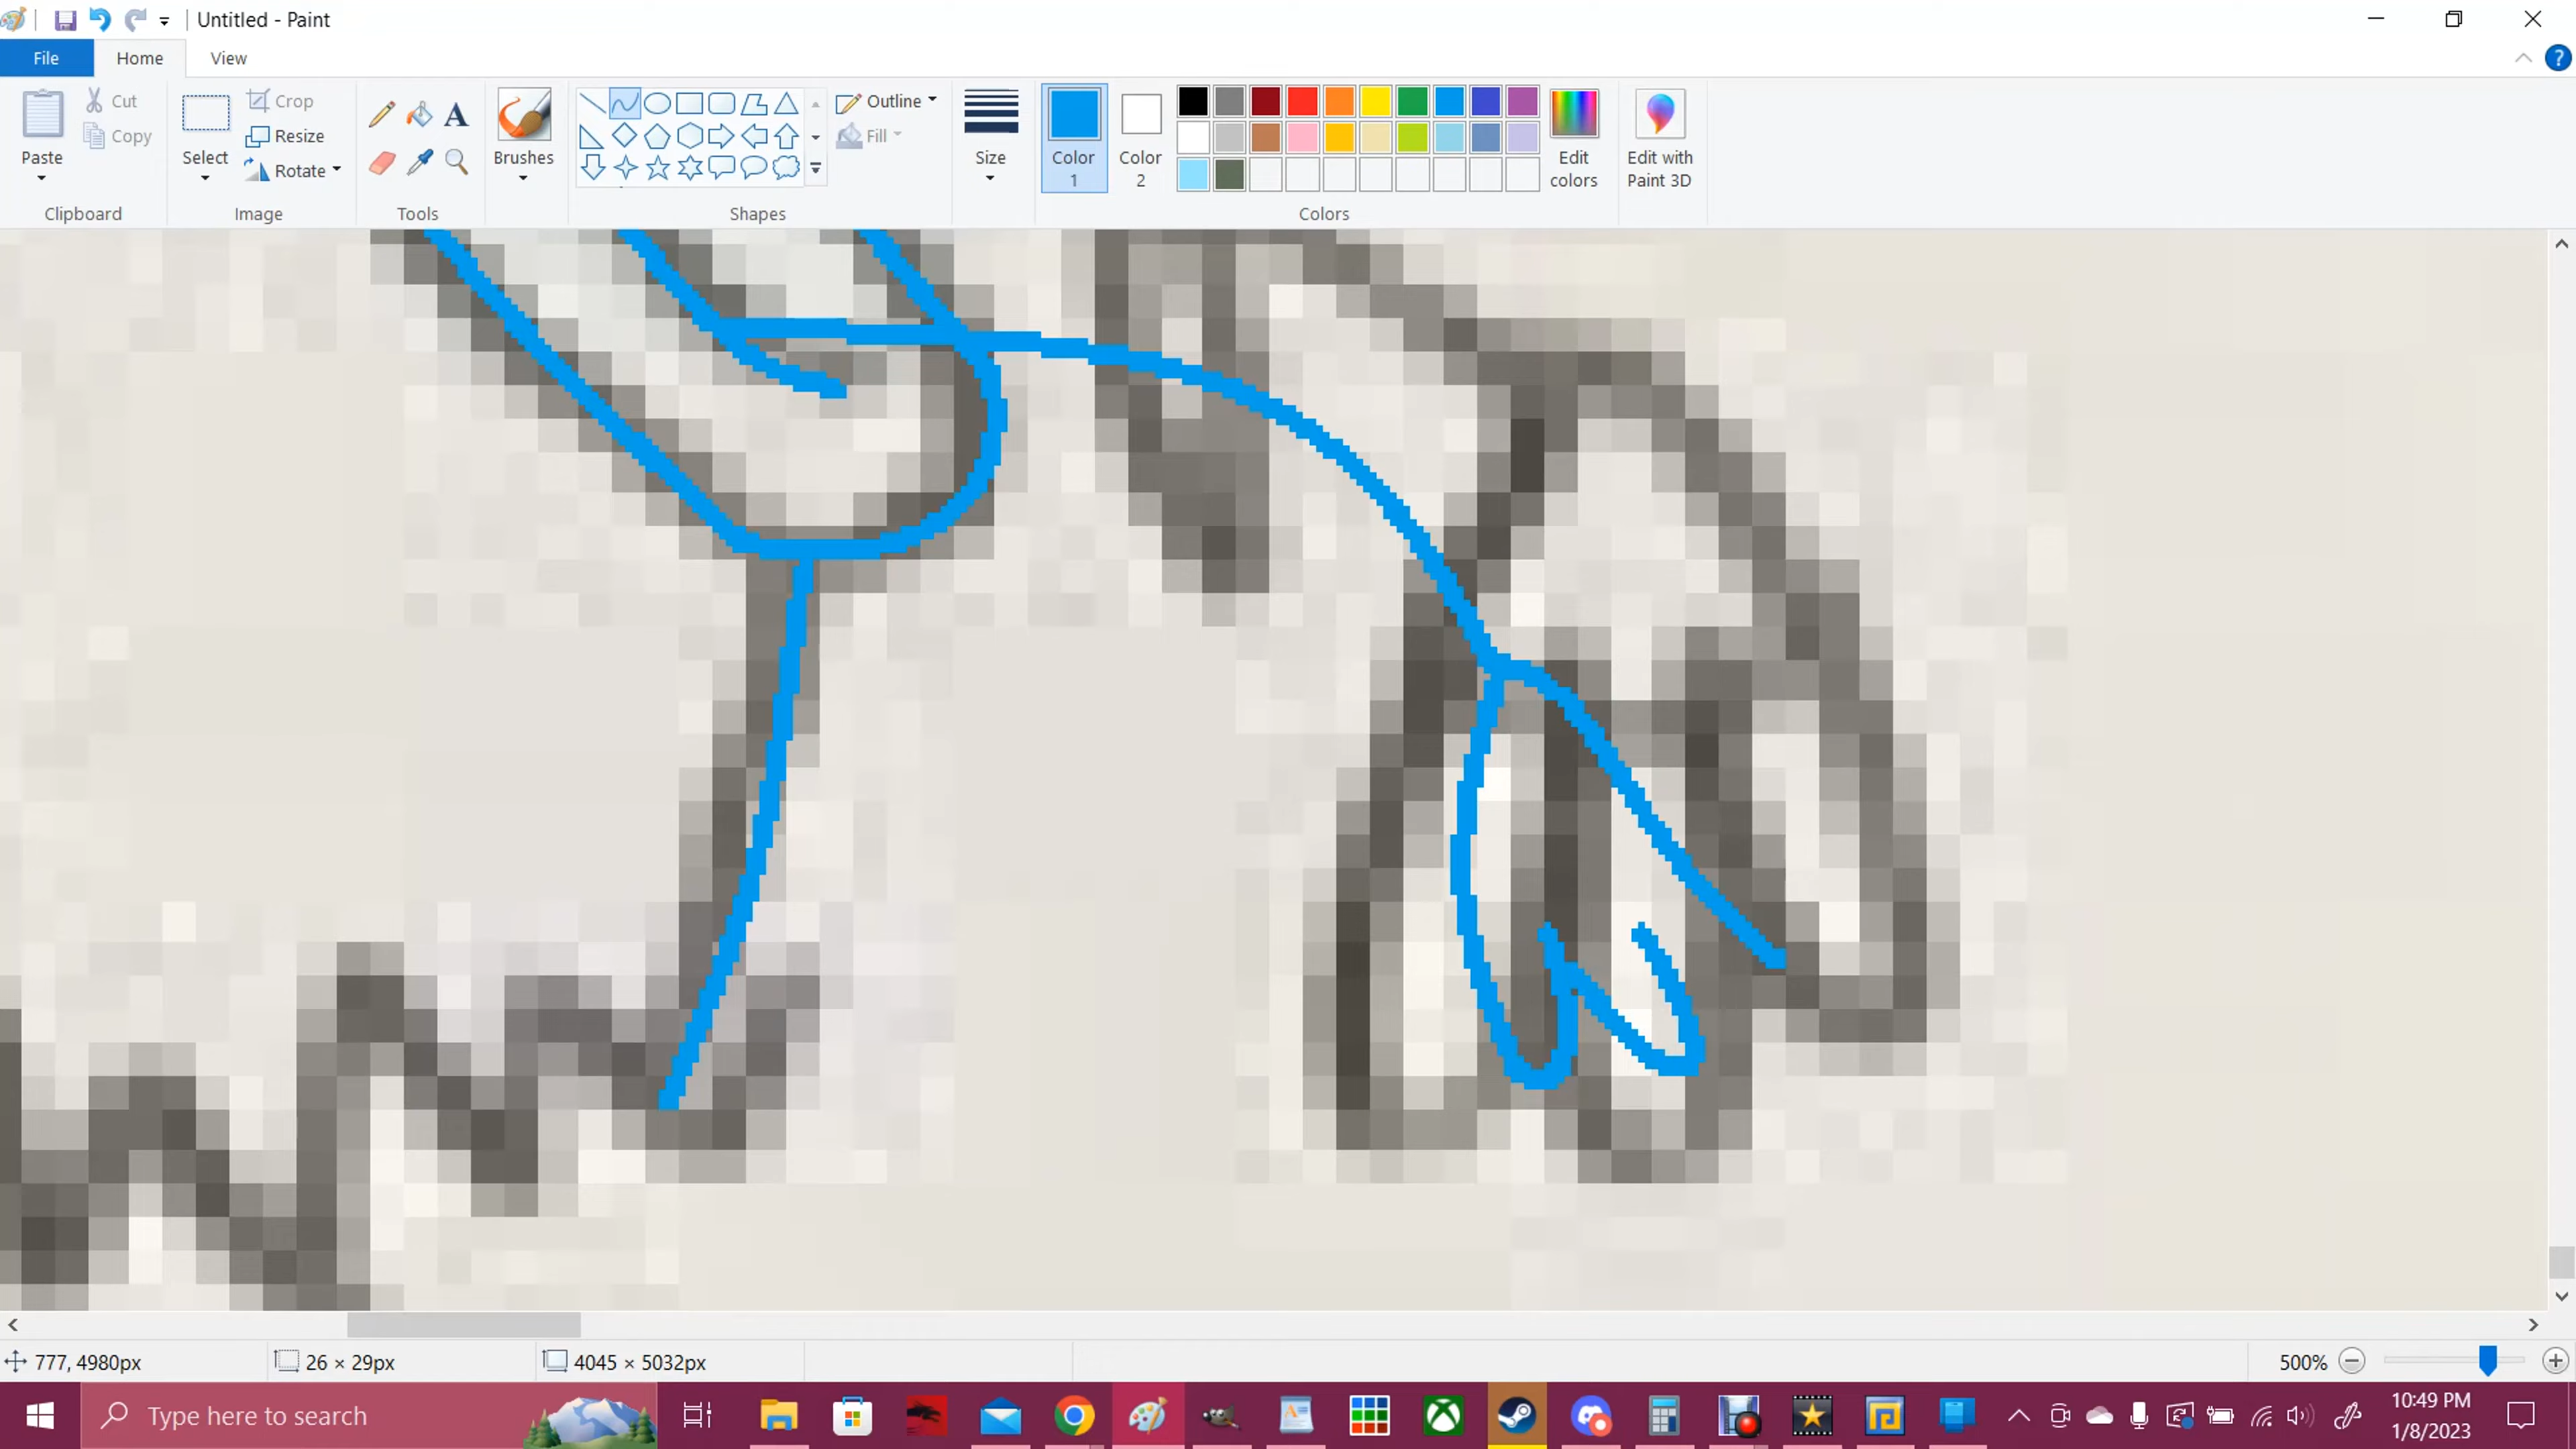 Untitled - Paint
File Home View
Paste
Cut
Copy
Clipboard
Select
Crop
Resize
Rotate
Image
A
Tools
Brushes
Outline
Fill
Shapes
Size
Color 1
Color 2
Edit colors
Colors
Edit with Paint 3D
?
777, 4980px
26 × 29px
4045 × 5032px
500%
Type here to search
10:49 PM
1/8/2023